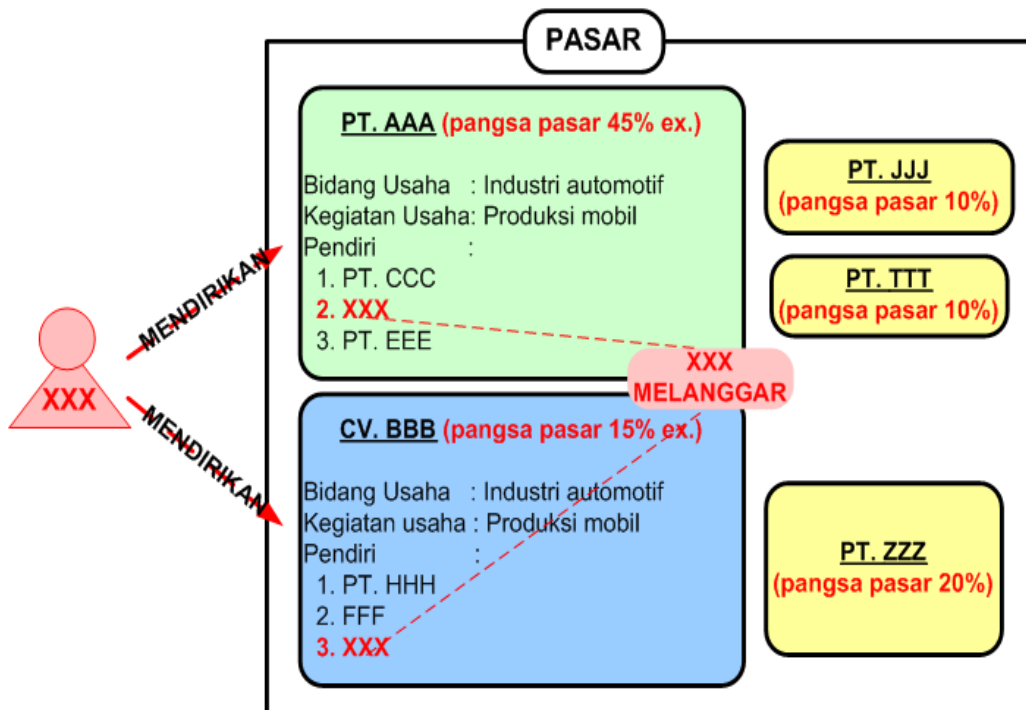 PASAR
PT. AAA (pangsa pasar 45% ex.)
Bidang Usaha : Industri automotif
Kegiatan Usaha: Produksi mobil
Pendiri :
1. PT. CCC
2. XXX
3. PT. EEE
PT. JJJ
(pangsa pasar 10%)
PT. TTT
(pangsa pasar 10%)
MENDIRIKAN
XXX
MENDIRIKAN
XXX
MELANGGAR
CV. BBB (pangsa pasar 15% ex.)
Bidang Usaha : Industri automotif
Kegiatan usaha : Produksi mobil
Pendiri :
1. PT. HHH
2. FFF
3. XXX
PT. ZZZ
(pangsa pasar 20%)